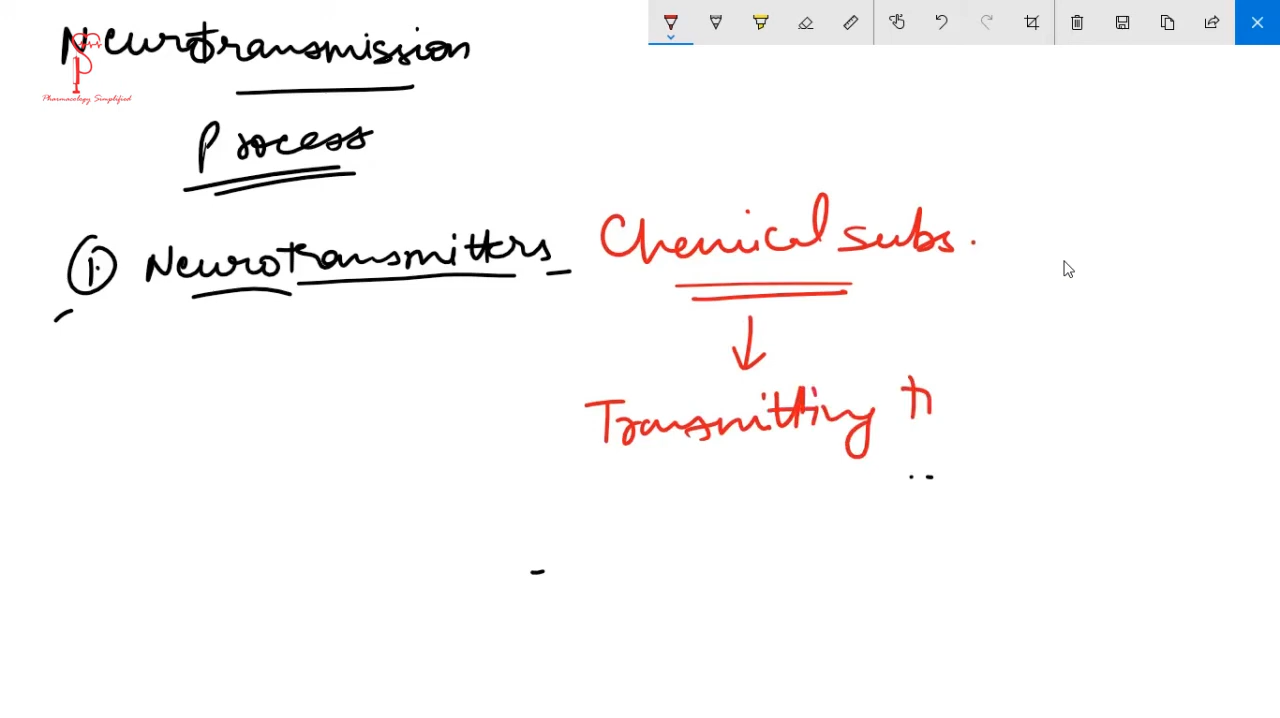 Neurotransmission
Pharmacology Simplified
Process
1. Neurotransmitters
Chemical subs.
Transmitting